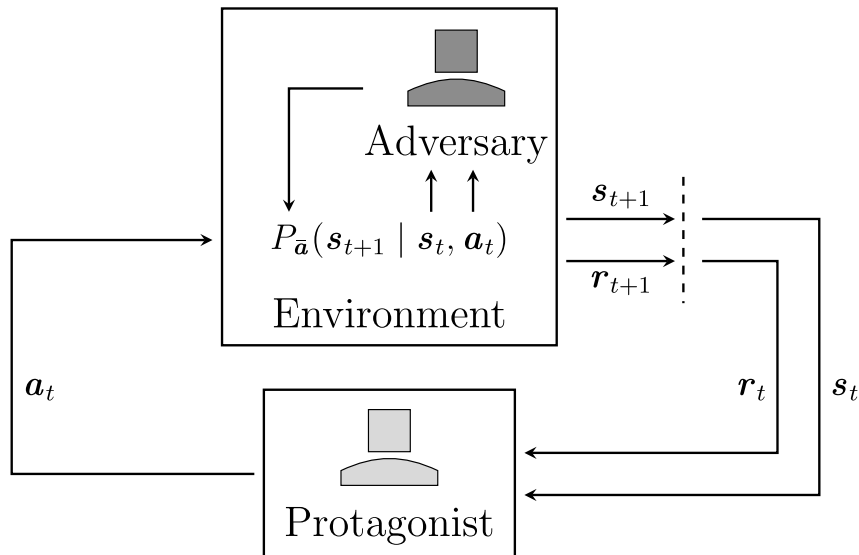 Adversary
P_ā(s_{t+1} | s_t, a_t)
Environment
s_{t+1}
r_{t+1}
a_t
r_t
s_t
Protagonist